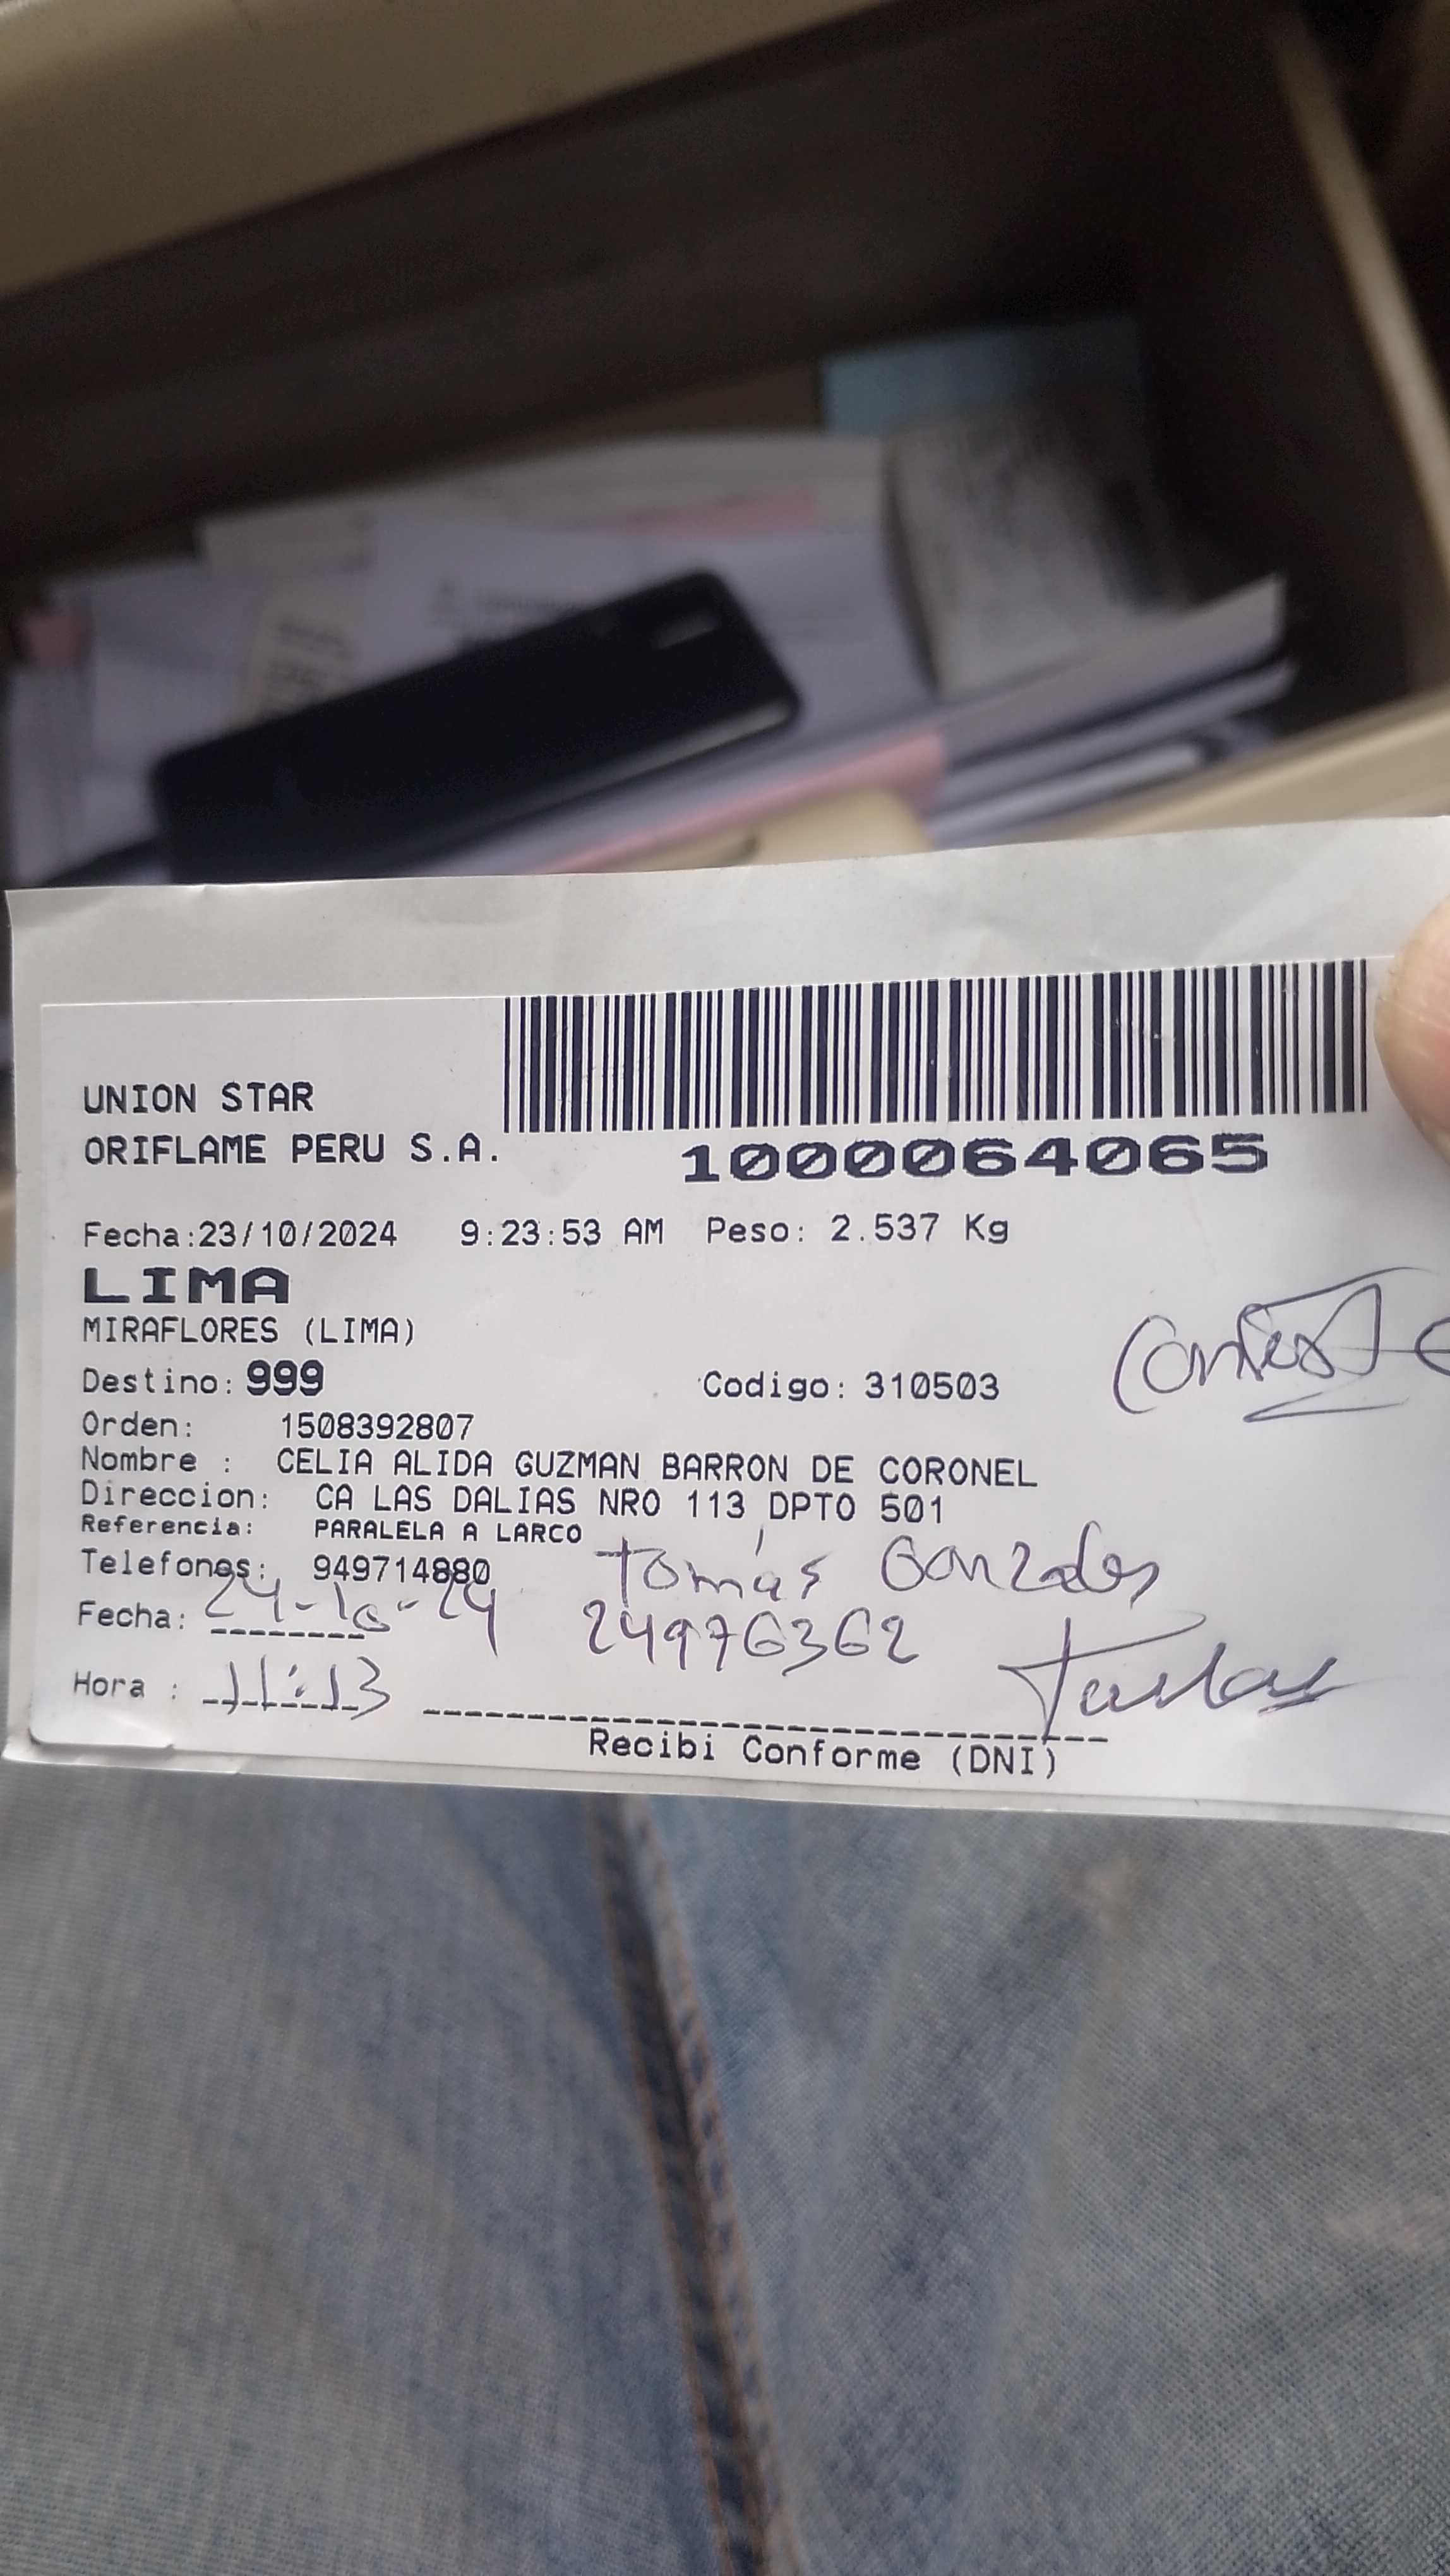 UNION STAR
ORIFLAME PERU S.A.
1000064065
Fecha:23/10/2024 9:23:53 AM Peso: 2.537 Kg
LIMA
MIRAFLORES (LIMA)
Destino: 999 Codigo: 310503
Orden: 1508392807
Nombre : CELIA ALIDA GUZMAN BARRON DE CORONEL
Direccion: CA LAS DALIAS NRO 113 DPTO 501
Referencia: PARALELA A LARCO
Telefonos: 949714880
Tomás Gonzales
Fecha: 24-10-24
24976362
Hora : 11:13
Recibi Conforme (DNI)